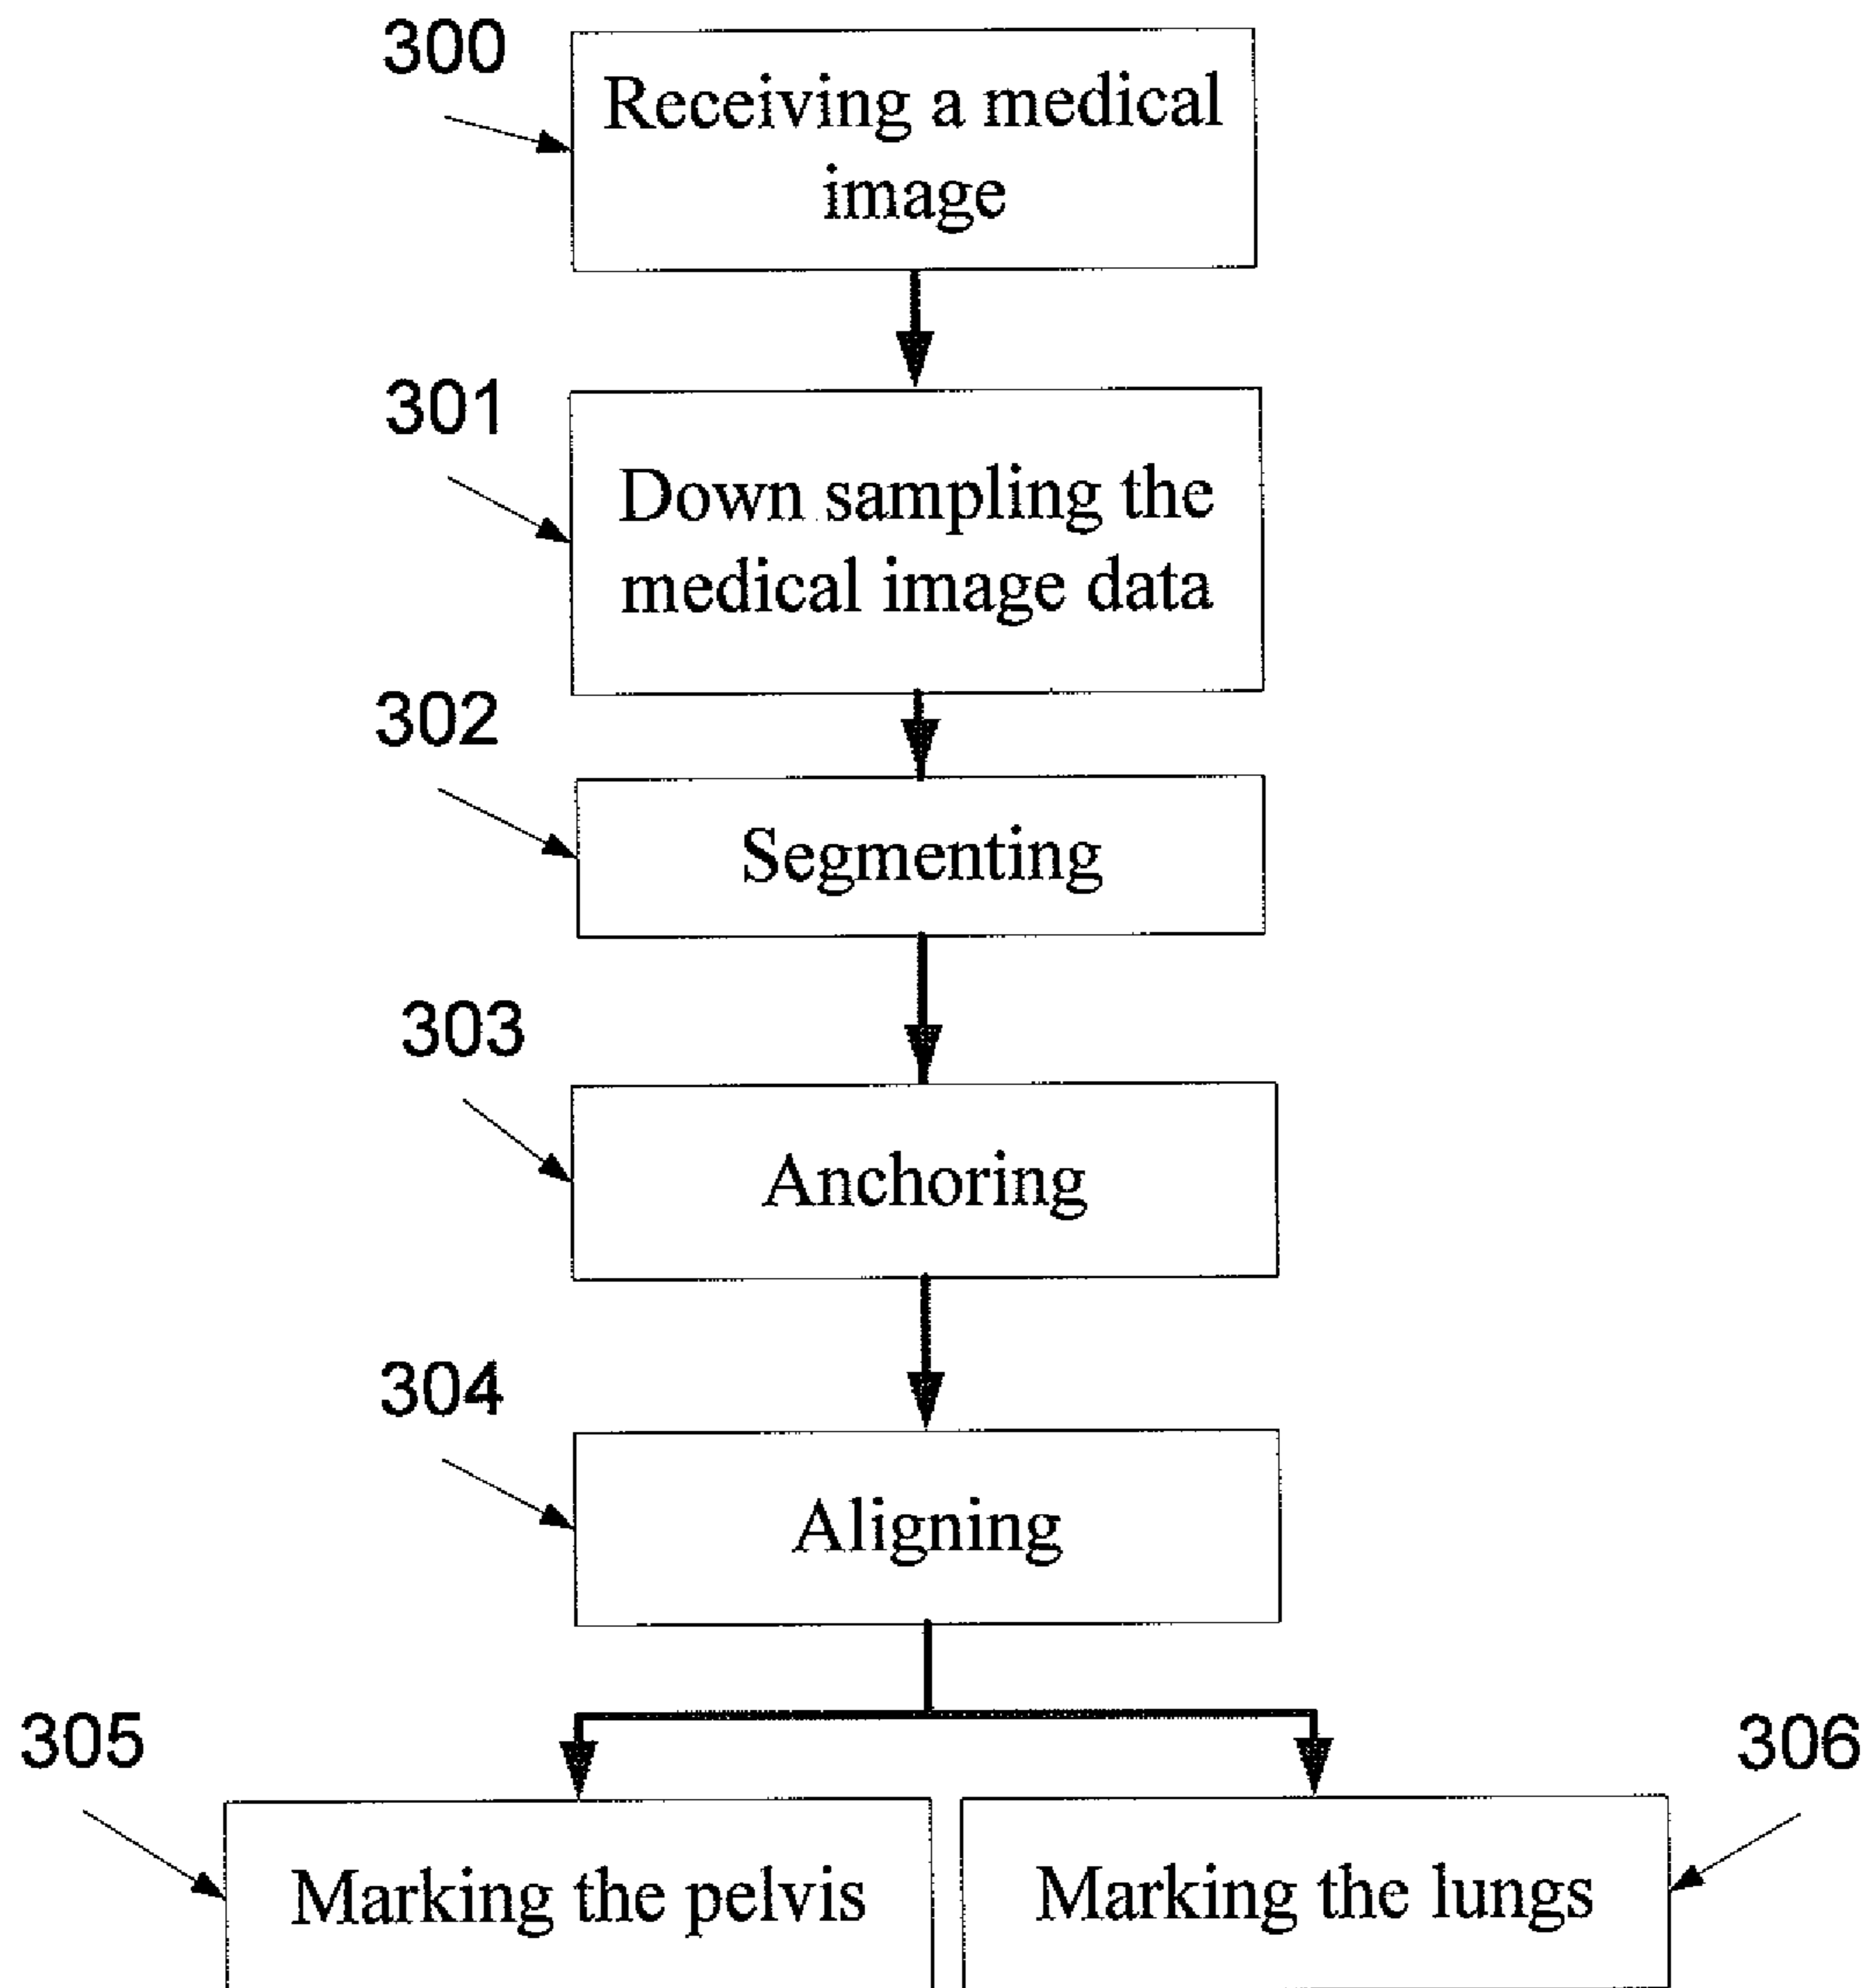 300
Receiving a medical
image
301
Down sampling the
medical image data
302
Segmenting
303
Anchoring
304
Aligning
305
306
Marking the pelvis
Marking the lungs